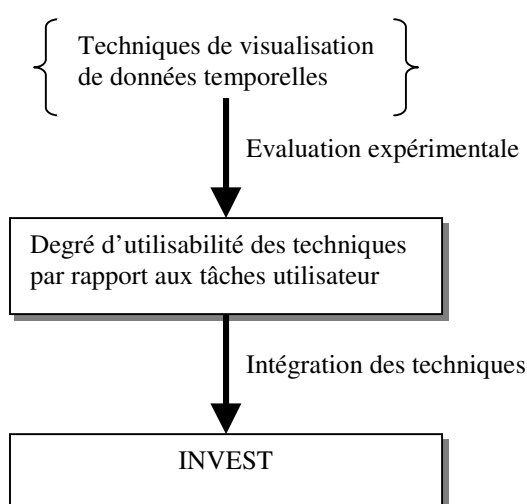 Techniques de visualisation
de données temporelles
Evaluation expérimentale
Degré d'utilisabilité des techniques
par rapport aux tâches utilisateur
Intégration des techniques
INVEST